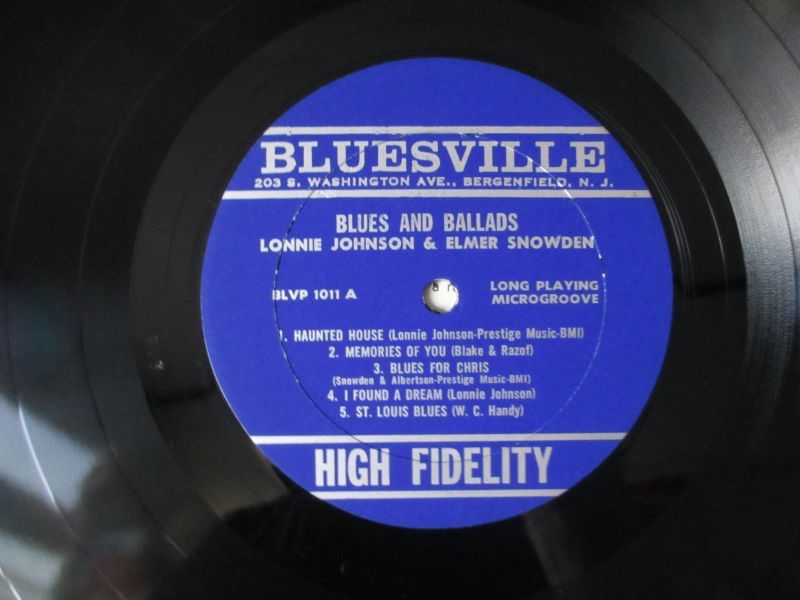 BLUESVILLE
203 S. WASHINGTON AVE., BERGENFIELD, N. J.
BLUES AND BALLADS
LONNIE JOHNSON & ELMER SNOWDEN
BLVP 1011 A
LONG PLAYING
MICROGROOVE
1. HAUNTED HOUSE (Lonnie Johnson-Prestige Music-BMI)
2. MEMORIES OF YOU (Blake & Razof)
3. BLUES FOR CHRIS
(Snowden & Albertson-Prestige Music-BMI)
4. I FOUND A DREAM (Lonnie Johnson)
5. ST. LOUIS BLUES (W. C. Handy)
HIGH FIDELITY